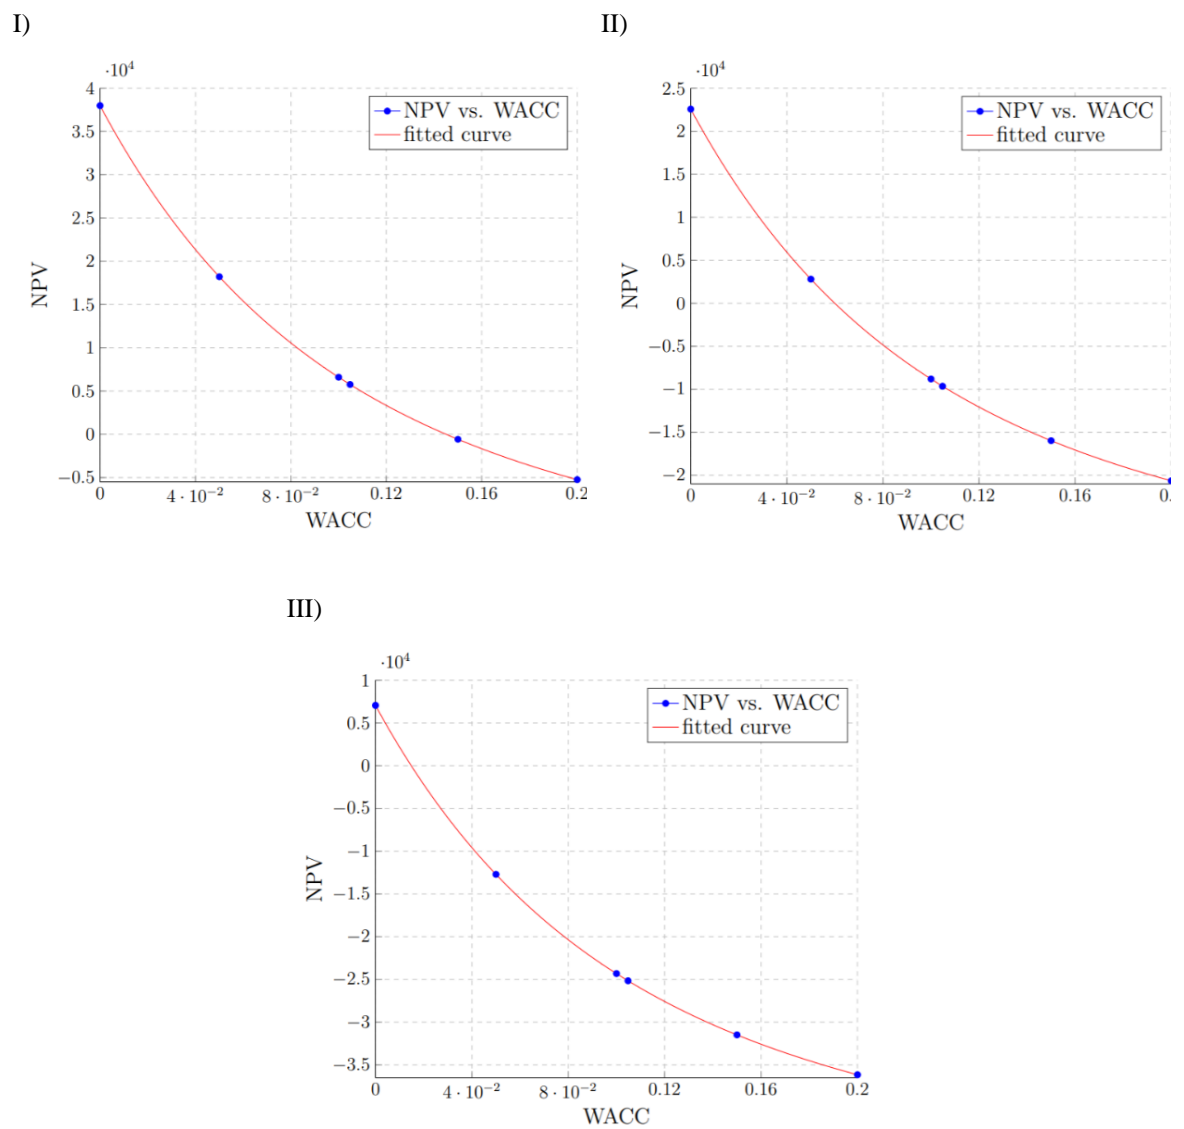 I)
·10⁴
4
3.5
3
2.5
2
1.5
1
0.5
0
−0.5
NPV
NPV vs. WACC
fitted curve
0 4·10⁻² 8·10⁻² 0.12 0.16 0.2
WACC
II)
·10⁴
2.5
2
1.5
1
0.5
0
−0.5
−1
−1.5
−2
NPV
NPV vs. WACC
fitted curve
0 4·10⁻² 8·10⁻² 0.12 0.16 0.
WACC
III)
·10⁴
1
0.5
0
−0.5
−1
−1.5
−2
−2.5
−3
−3.5
NPV
NPV vs. WACC
fitted curve
0 4·10⁻² 8·10⁻² 0.12 0.16 0.2
WACC